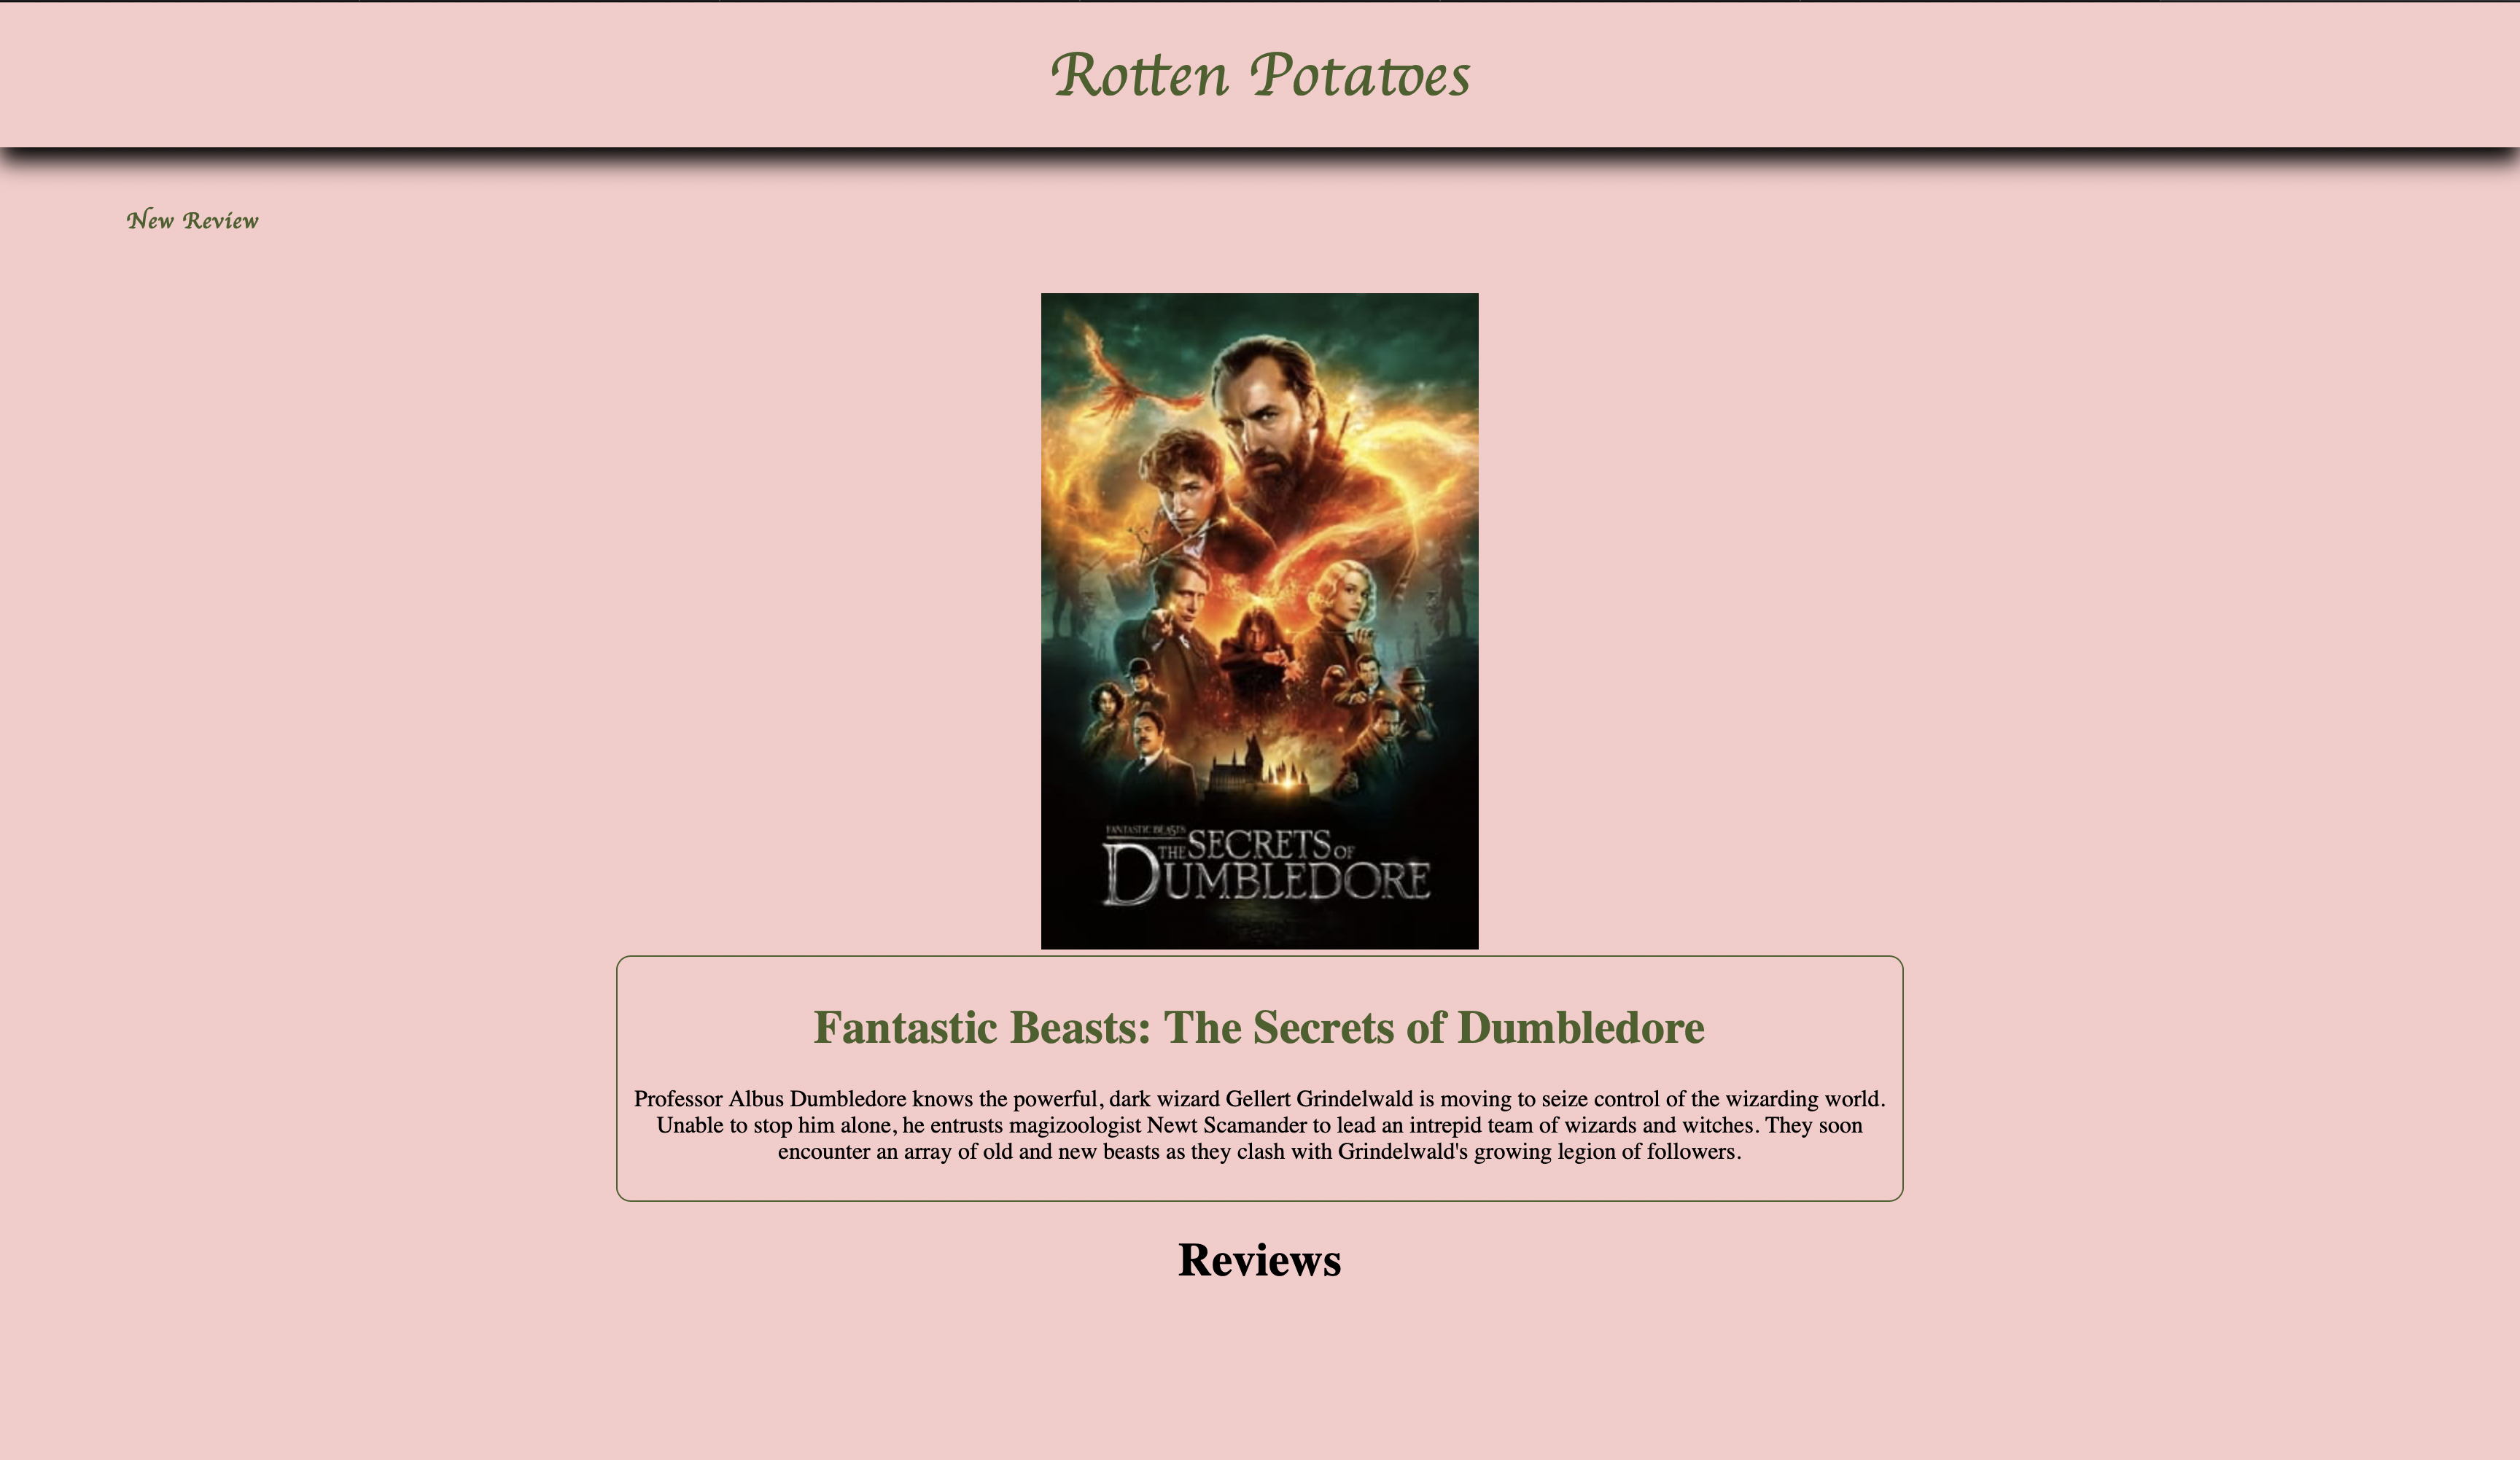 Rotten Potatoes
New Review
FANTASTIC BEASTS
THE SECRETS OF
DUMBLEDORE
Fantastic Beasts: The Secrets of Dumbledore
Professor Albus Dumbledore knows the powerful, dark wizard Gellert Grindelwald is moving to seize control of the wizarding world.
Unable to stop him alone, he entrusts magizoologist Newt Scamander to lead an intrepid team of wizards and witches. They soon
encounter an array of old and new beasts as they clash with Grindelwald's growing legion of followers.
Reviews